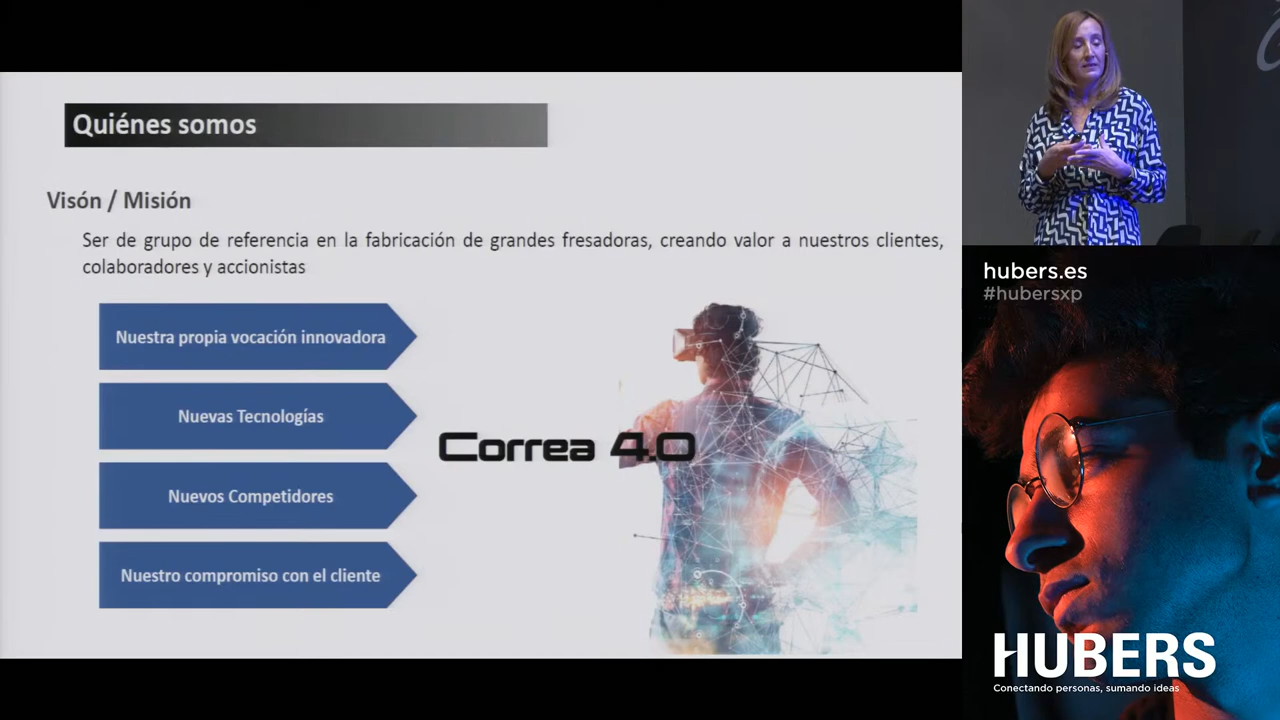 Quiénes somos
Visón / Misión
Ser de grupo de referencia en la fabricación de grandes fresadoras, creando valor a nuestros clientes,
colaboradores y accionistas
Nuestra propia vocación innovadora
Nuevas Tecnologías
Nuevos Competidores
Nuestro compromiso con el cliente
Correa 4.0
hubers.es
#hubersxp
HUBERS
Conectando personas, sumando ideas